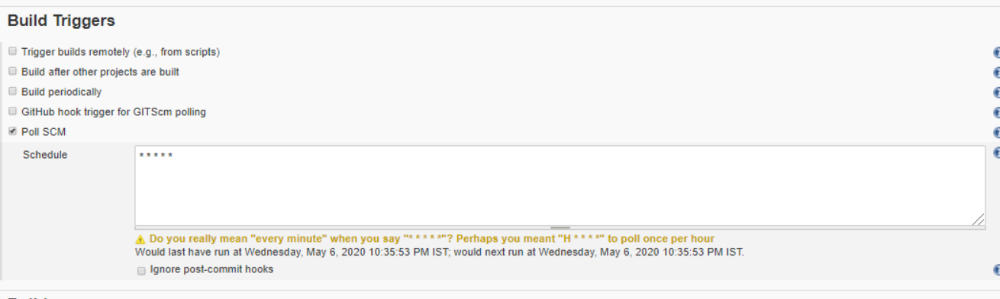 Build Triggers
Trigger builds remotely (e.g., from scripts)
Build after other projects are built
Build periodically
GitHub hook trigger for GITScm polling
Poll SCM
Schedule
* * * * *
Do you really mean "every minute" when you say "* * * * *"? Perhaps you meant "H * * * *" to poll once per hour
Would last have run at Wednesday, May 6, 2020 10:35:53 PM IST; would next run at Wednesday, May 6, 2020 10:35:53 PM IST.
Ignore post-commit hooks